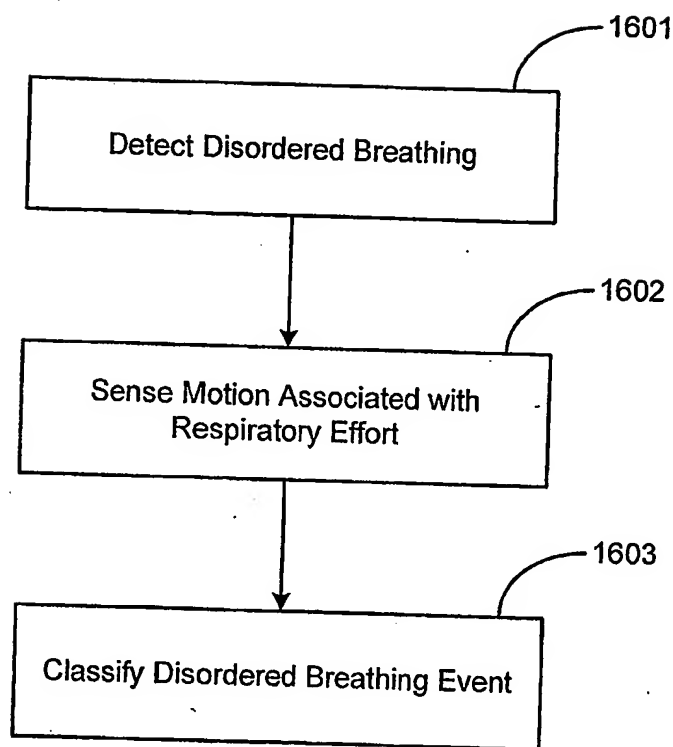 1601
Detect Disordered Breathing
1602
Sense Motion Associated with
Respiratory Effort
1603
Classify Disordered Breathing Event